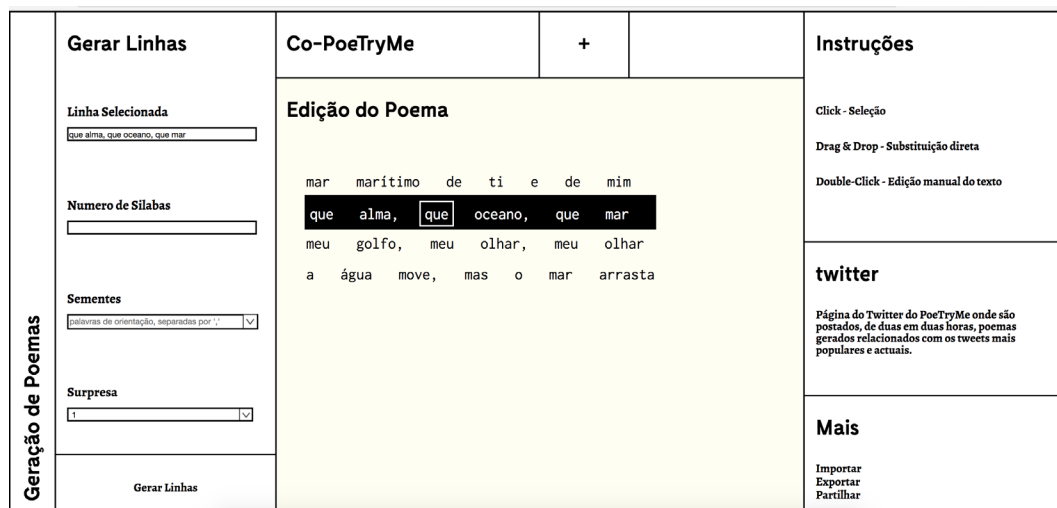 Geração de Poemas
Gerar Linhas
Linha Selecionada
que alma, que oceano, que mar
Numero de Sílabas
Sementes
palavras de orientação, separadas por ','
Surpresa
1
Gerar Linhas
Co-PoeTryMe
+
Edição do Poema
mar marítimo de ti e de mim
que alma, que oceano, que mar
meu golfo, meu olhar, meu olhar
a água move, mas o mar arrasta
Instruções
Click - Seleção
Drag & Drop - Substituição direta
Double-Click - Edição manual do texto
twitter
Página do Twitter do PoeTryMe onde são
postados, de duas em duas horas, poemas
gerados relacionados com os tweets mais
populares e actuais.
Mais
Importar
Exportar
Partilhar